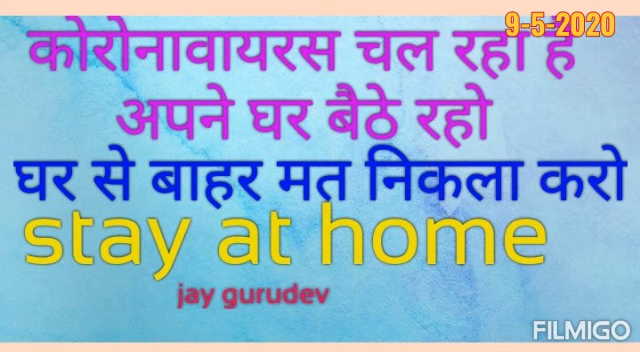 9-5-2020
कोरोनावायरस चल रहा है
अपने घर बैठे रहो
घर से बाहर मत निकला करो
stay at home
jay gurudev
FILMIGO